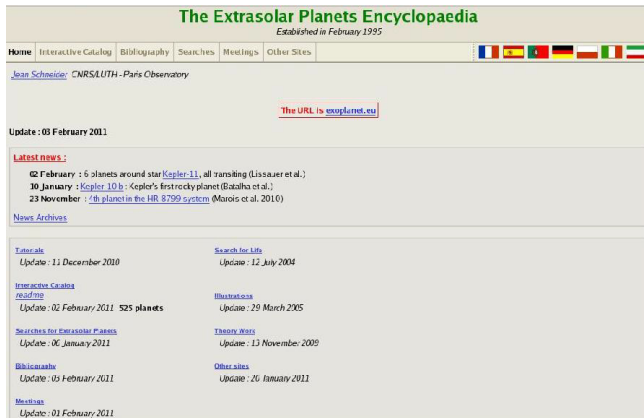 The Extrasolar Planets Encyclopaedia
Established in February 1995
Home Interactive Catalog Bibliography Searches Meetings Other Sites
Jean Schneider CNRS/LUTH - Paris Observatory
The URL is exoplanet.eu
Update : 03 February 2011
Latest news :
02 February : 6 planets around star Kepler-11, all transiting (Lissauer et al.)
10 January : Kepler 10 b : Kepler's first rocky planet (Batalha et al.)
23 November : 4th planet in the HR 8799 system (Marois et al. 2010)
News Archives
Tutorials Search for Life
Update : 11 December 2010 Update : 12 July 2004
Interactive Catalog
readme Illustrations
Update : 02 February 2011 525 planets Update : 29 March 2005
Searches for Extrasolar Planets Theory Work
Update : 06 January 2011 Update : 13 November 2009
Bibliography Other sites
Update : 03 February 2011 Update : 20 January 2011
Meetings
Update : 01 February 2011